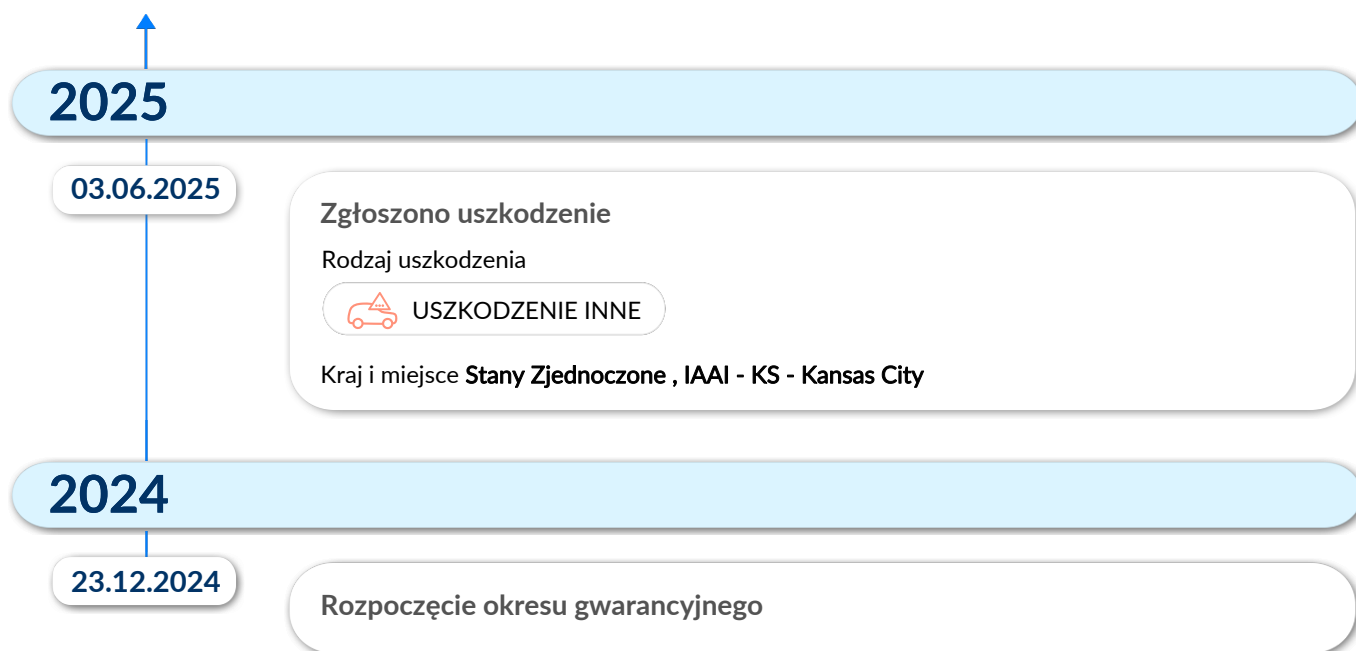 2025
03.06.2025
Zgłoszono uszkodzenie
Rodzaj uszkodzenia
USZKODZENIE INNE
Kraj i miejsce Stany Zjednoczone , IAAI - KS - Kansas City
2024
23.12.2024
Rozpoczęcie okresu gwarancyjnego